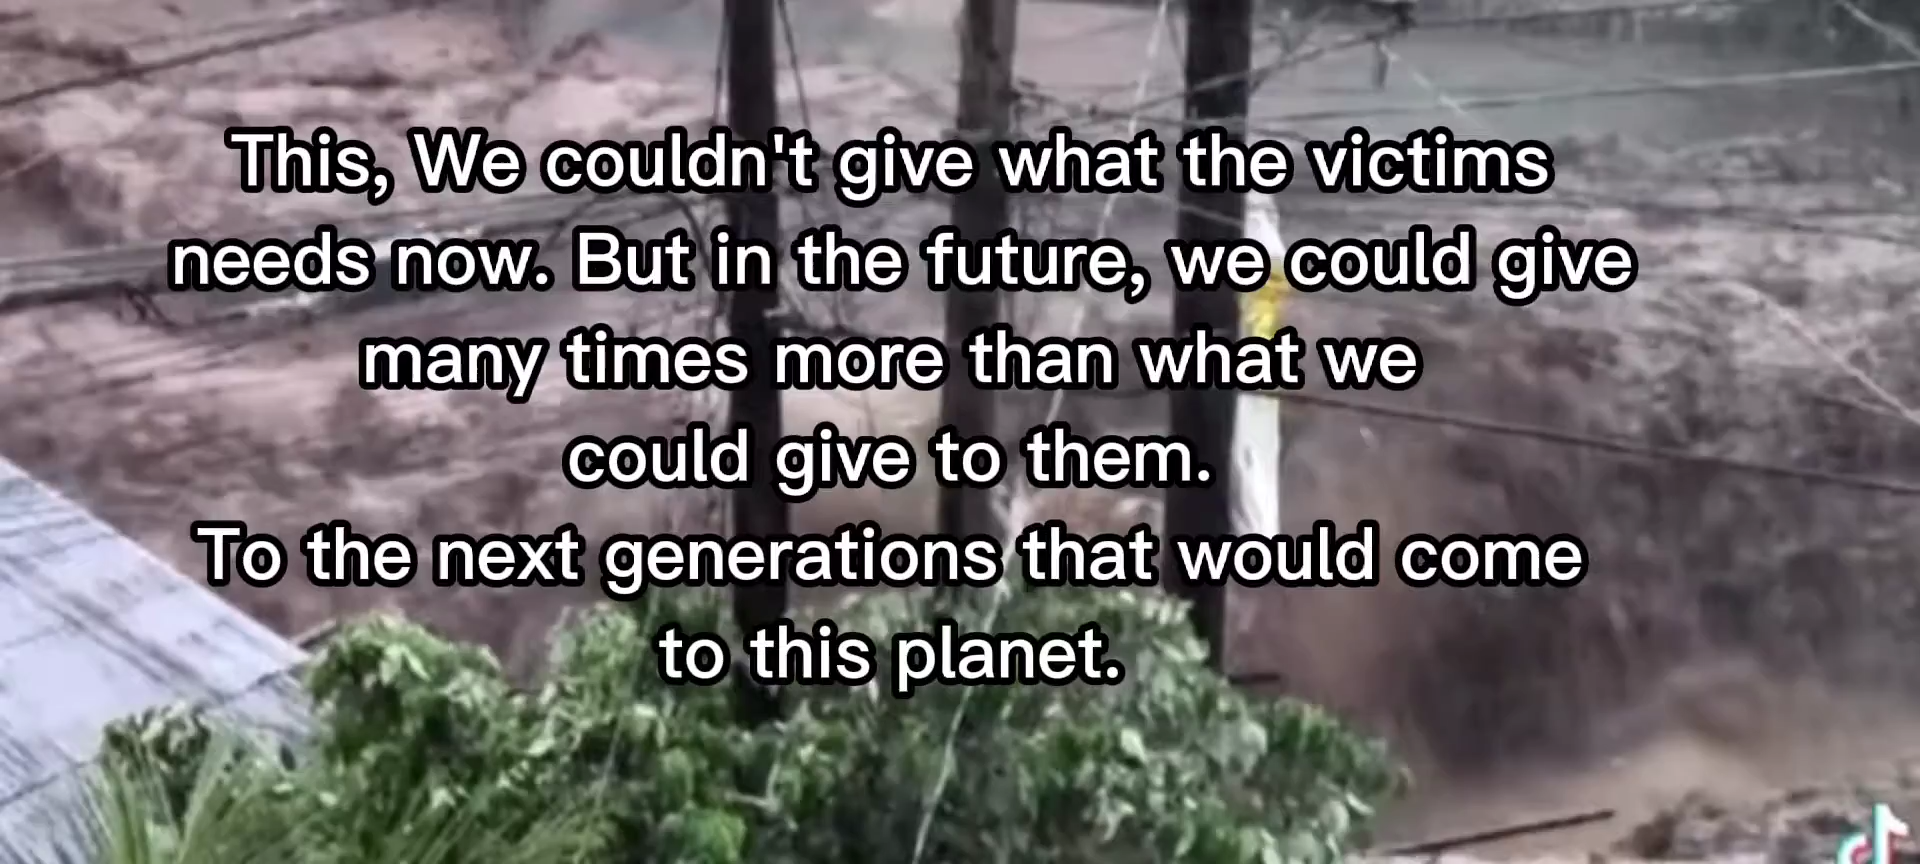 This, We couldn't give what the victims
needs now. But in the future, we could give
many times more than what we
could give to them.
To the next generations that would come
to this planet.